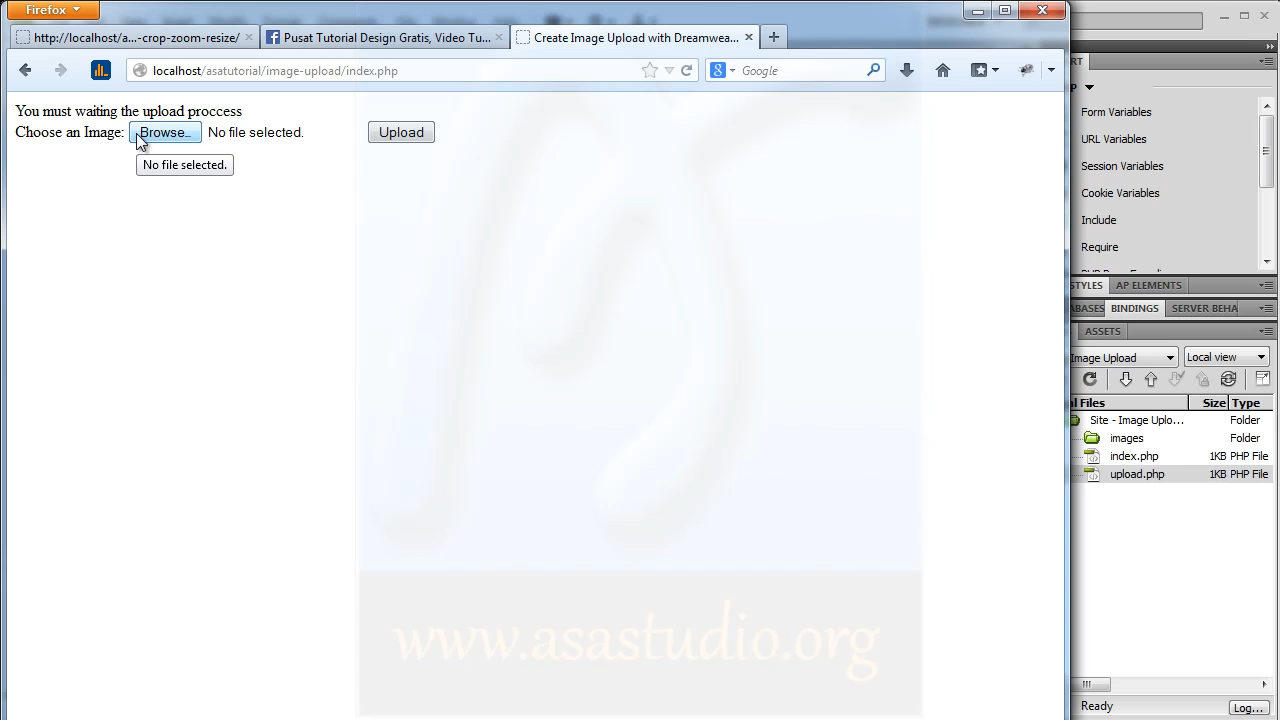 Firefox
http://localhost/a...-crop-zoom-resize/
Pusat Tutorial Design Gratis, Video Tu...
Create Image Upload with Dreamwea...
localhost/asatutorial/image-upload/index.php
Google
You must waiting the upload proccess
Choose an Image: Browse... No file selected. Upload
No file selected.
www.asastudio.org
RT
P
Form Variables
URL Variables
Session Variables
Cookie Variables
Include
Require
STYLES AP ELEMENTS
ABASES BINDINGS SERVER BEHA
ASSETS
Image Upload Local view
al Files Size Type
Site - Image Uplo... Folder
images Folder
index.php 1KB PHP File
upload.php 1KB PHP File
Ready Log...